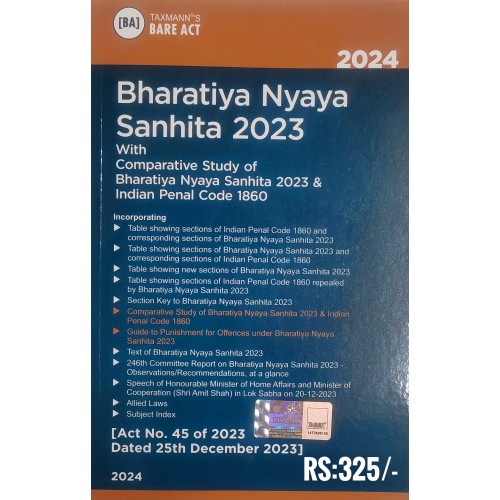 [BA]
TAXMANN®'S
BARE ACT
2024
Bharatiya Nyaya
Sanhita 2023
With
Comparative Study of
Bharatiya Nyaya Sanhita 2023 &
Indian Penal Code 1860
Incorporating
Table showing sections of Indian Penal Code 1860 and
corresponding sections of Bharatiya Nyaya Sanhita 2023
Table showing sections of Bharatiya Nyaya Sanhita 2023 and
corresponding sections of Indian Penal Code 1860
Table showing new sections of Bharatiya Nyaya Sanhita 2023
Table showing sections of Indian Penal Code 1860 repealed
by Bharatiya Nyaya Sanhita 2023
Section Key to Bharatiya Nyaya Sanhita 2023
Comparative Study of Bharatiya Nyaya Sanhita 2023 & Indian
Penal Code 1860
Guide to Punishment for Offences under Bharatiya Nyaya
Sanhita 2023
Text of Bharatiya Nyaya Sanhita 2023
246th Committee Report on Bharatiya Nyaya Sanhita 2023 -
Observations/Recommendations, at a glance
Speech of Honourable Minister of Home Affairs and Minister of
Cooperation (Shri Amit Shah) in Lok Sabha on 20-12-2023
Allied Laws
Subject Index
[Act No. 45 of 2023
Dated 25th December 2023]
2024
RS:325/-